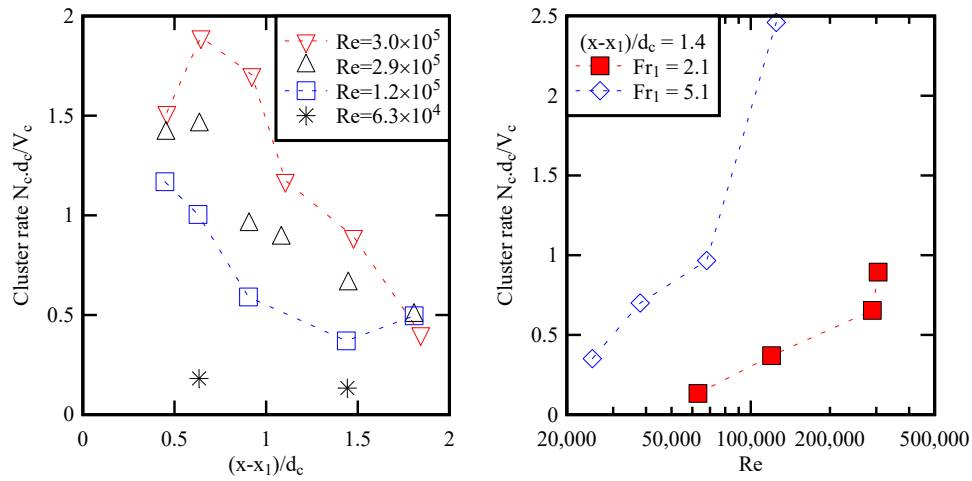 Cluster rate N_c.d_c/V_c
2
1.5
1
0.5
0
0
0.5
1
1.5
2
(x-x_1)/d_c
Re=3.0×10^5
Re=2.9×10^5
Re=1.2×10^5
Re=6.3×10^4
Cluster rate N_c.d_c/V_c
2.5
2
1.5
1
0.5
0
20,000
50,000
100,000
200,000
500,000
Re
(x-x_1)/d_c = 1.4
Fr_1 = 2.1
Fr_1 = 5.1